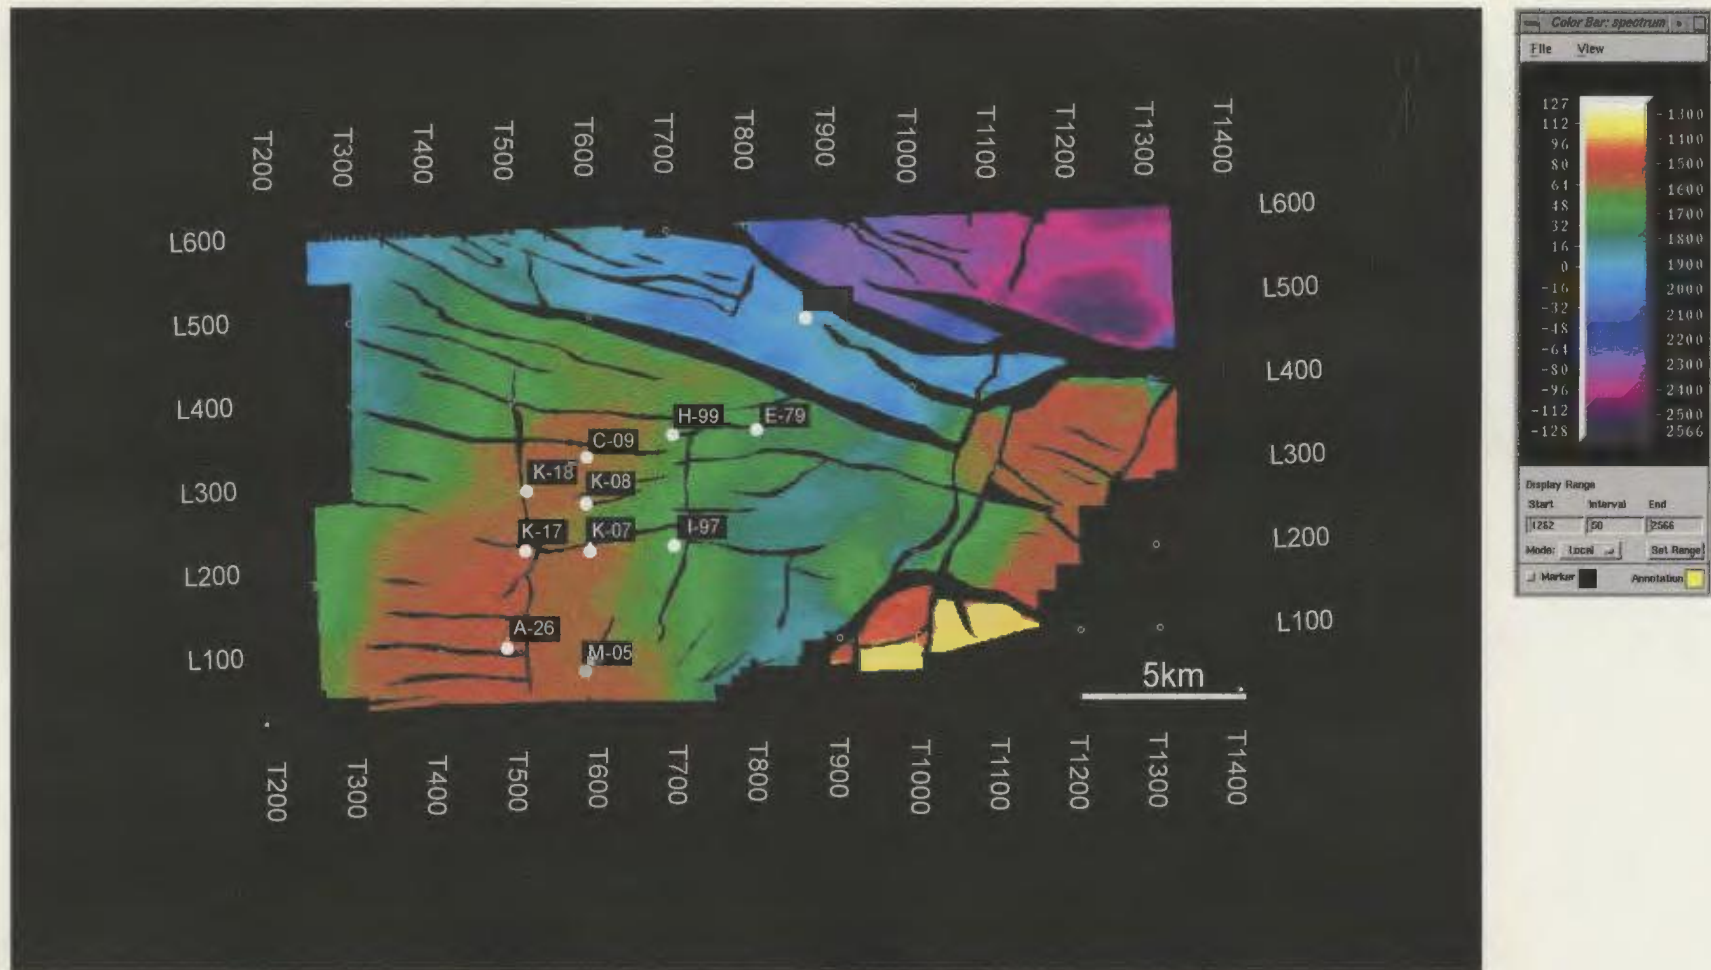 T200 T300 T400 T500 T600 T700 T800 T900 T1000 T1100 T1200 T1300 T1400
L600 L600
L500 L500
L400 L400
L300 L300
L200 L200
L100 L100
H-99 E-79
C-09
K-18 K-08
K-17 K-07 I-97
A-26
M-05
5km
T200 T300 T400 T500 T600 T700 T800 T900 T1000 T1100 T1200 T1300 T1400
Color Bar: spectrum
File View
127 1300
112 1100
96 1500
80 1600
64 1700
48 1800
32 1900
16 2000
0 2100
-16 2200
-32 2300
-48 2400
-64 2500
-80 2566
-96
-112
-128
Display Range
Start Interval End
1262 50 2566
Mode: Local Set Range
Marker Annotation